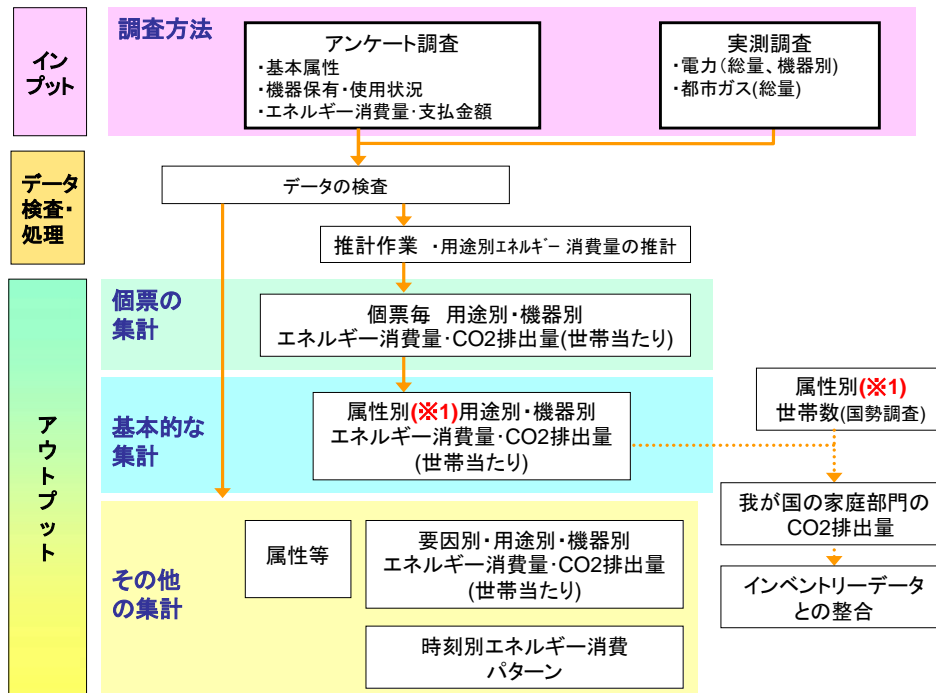 イン
プット
調査方法
アンケート調査
・基本属性
・機器保有・使用状況
・エネルギー消費量・支払金額
実測調査
・電力(総量、機器別)
・都市ガス(総量)
データ
検査・
処理
データの検査
推計作業 ・用途別エネルギー消費量の推計
アウトプット
個票の
集計
個票毎 用途別・機器別
エネルギー消費量・CO2排出量(世帯当たり)
基本的な
集計
属性別(※1)用途別・機器別
エネルギー消費量・CO2排出量
(世帯当たり)
属性別(※1)
世帯数(国勢調査)
我が国の家庭部門の
CO2排出量
インベントリーデータ
との整合
その他
の集計
属性等
要因別・用途別・機器別
エネルギー消費量・CO2排出量
(世帯当たり)
時刻別エネルギー消費
パターン